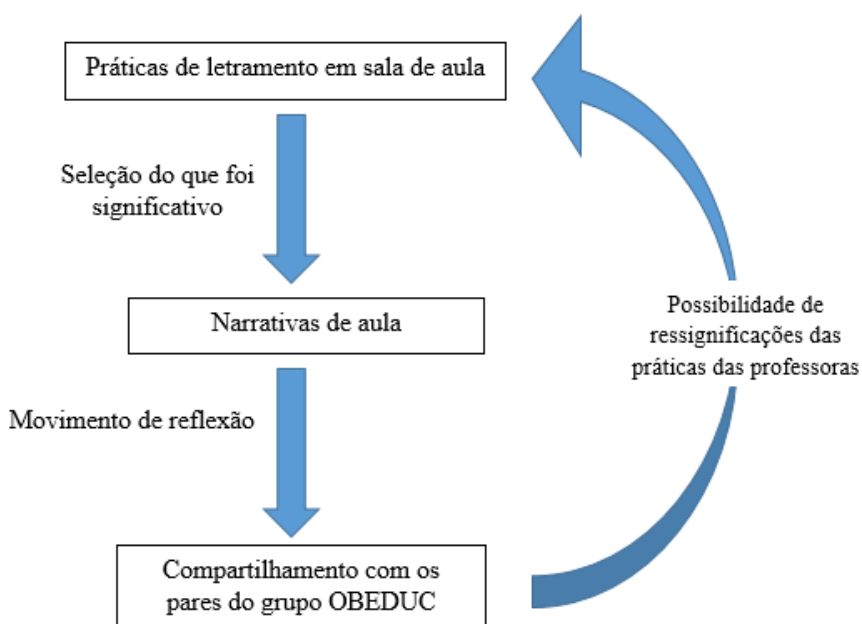 Práticas de letramento em sala de aula
Seleção do que foi
significativo
Narrativas de aula
Possibilidade de
ressignificações das
práticas das professoras
Movimento de reflexão
Compartilhamento com os
pares do grupo OBEDUC